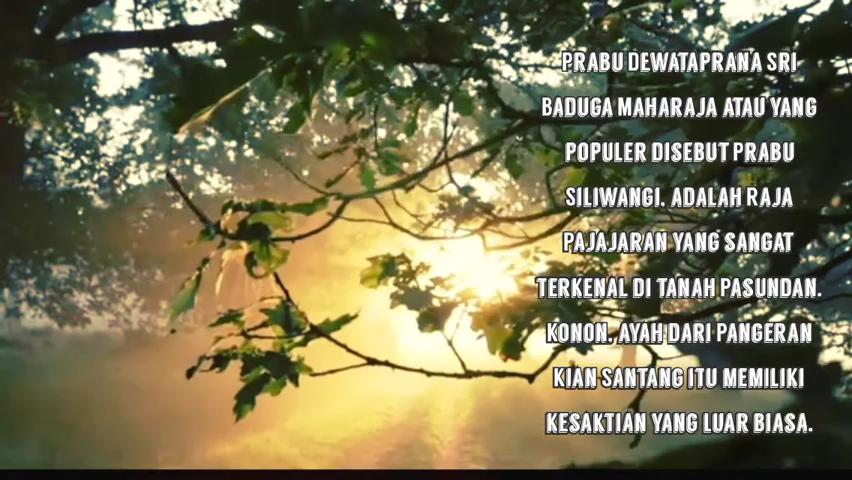 PRABU DEWATAPRANA SRI
BADUGA MAHARAJA ATAU YANG
POPULER DISEBUT PRABU
SILIWANGI. ADALAH RAJA
PAJAJARAN YANG SANGAT
TERKENAL DI TANAH PASUNDAN.
KONON. AYAH DARI PANGERAN
KIAN SANTANG ITU MEMILIKI
KESAKTIAN YANG LUAR BIASA.